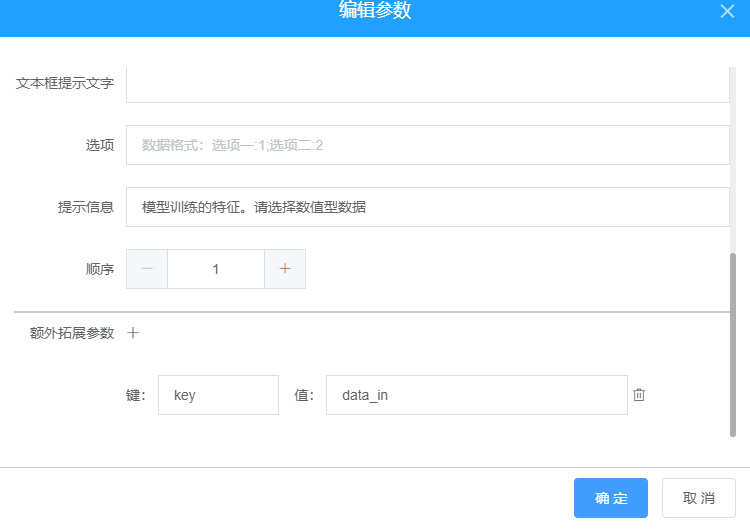 编辑参数
文本框提示文字
选项 数据格式：选项一:1;选项二:2
提示信息 模型训练的特征。请选择数值型数据
顺序 1
额外拓展参数
键： key 值： data_in
确 定 取 消